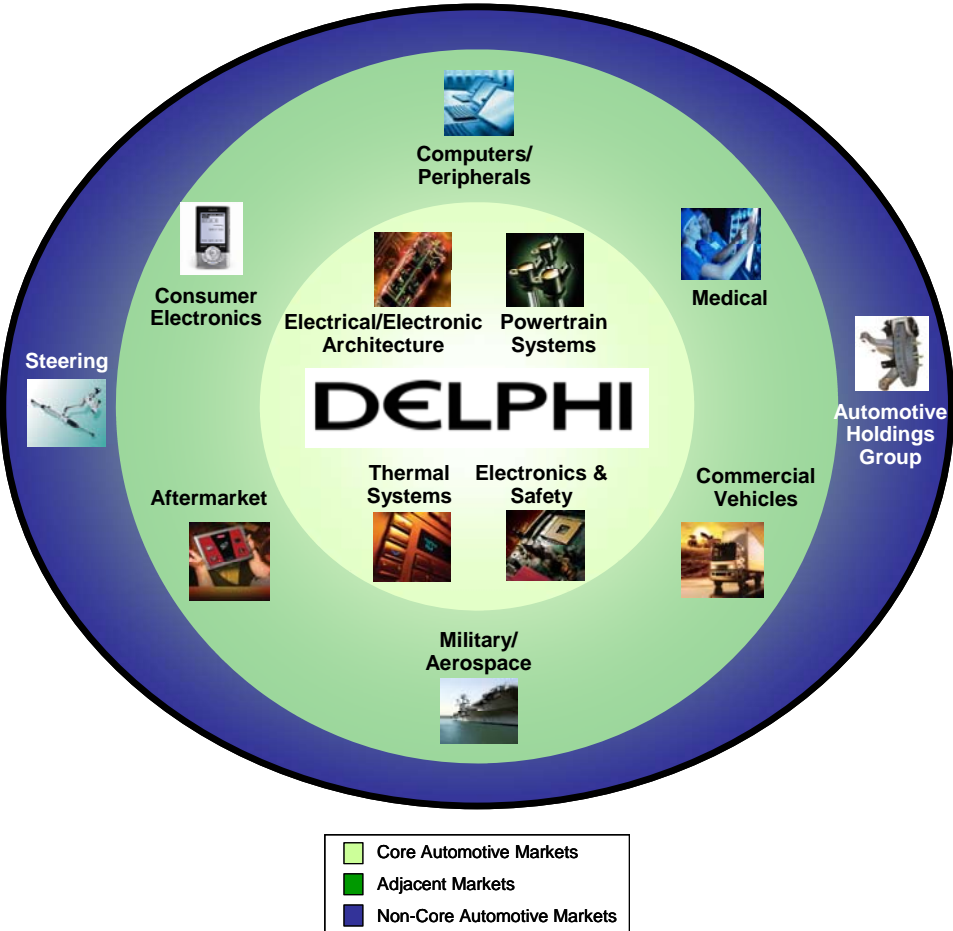 Computers/
Peripherals
Consumer
Electronics
Medical
Electrical/Electronic
Architecture
Powertrain
Systems
Steering
DELPHI
Automotive
Holdings
Group
Thermal
Systems
Electronics &
Safety
Aftermarket
Commercial
Vehicles
Military/
Aerospace
Core Automotive Markets
Adjacent Markets
Non-Core Automotive Markets